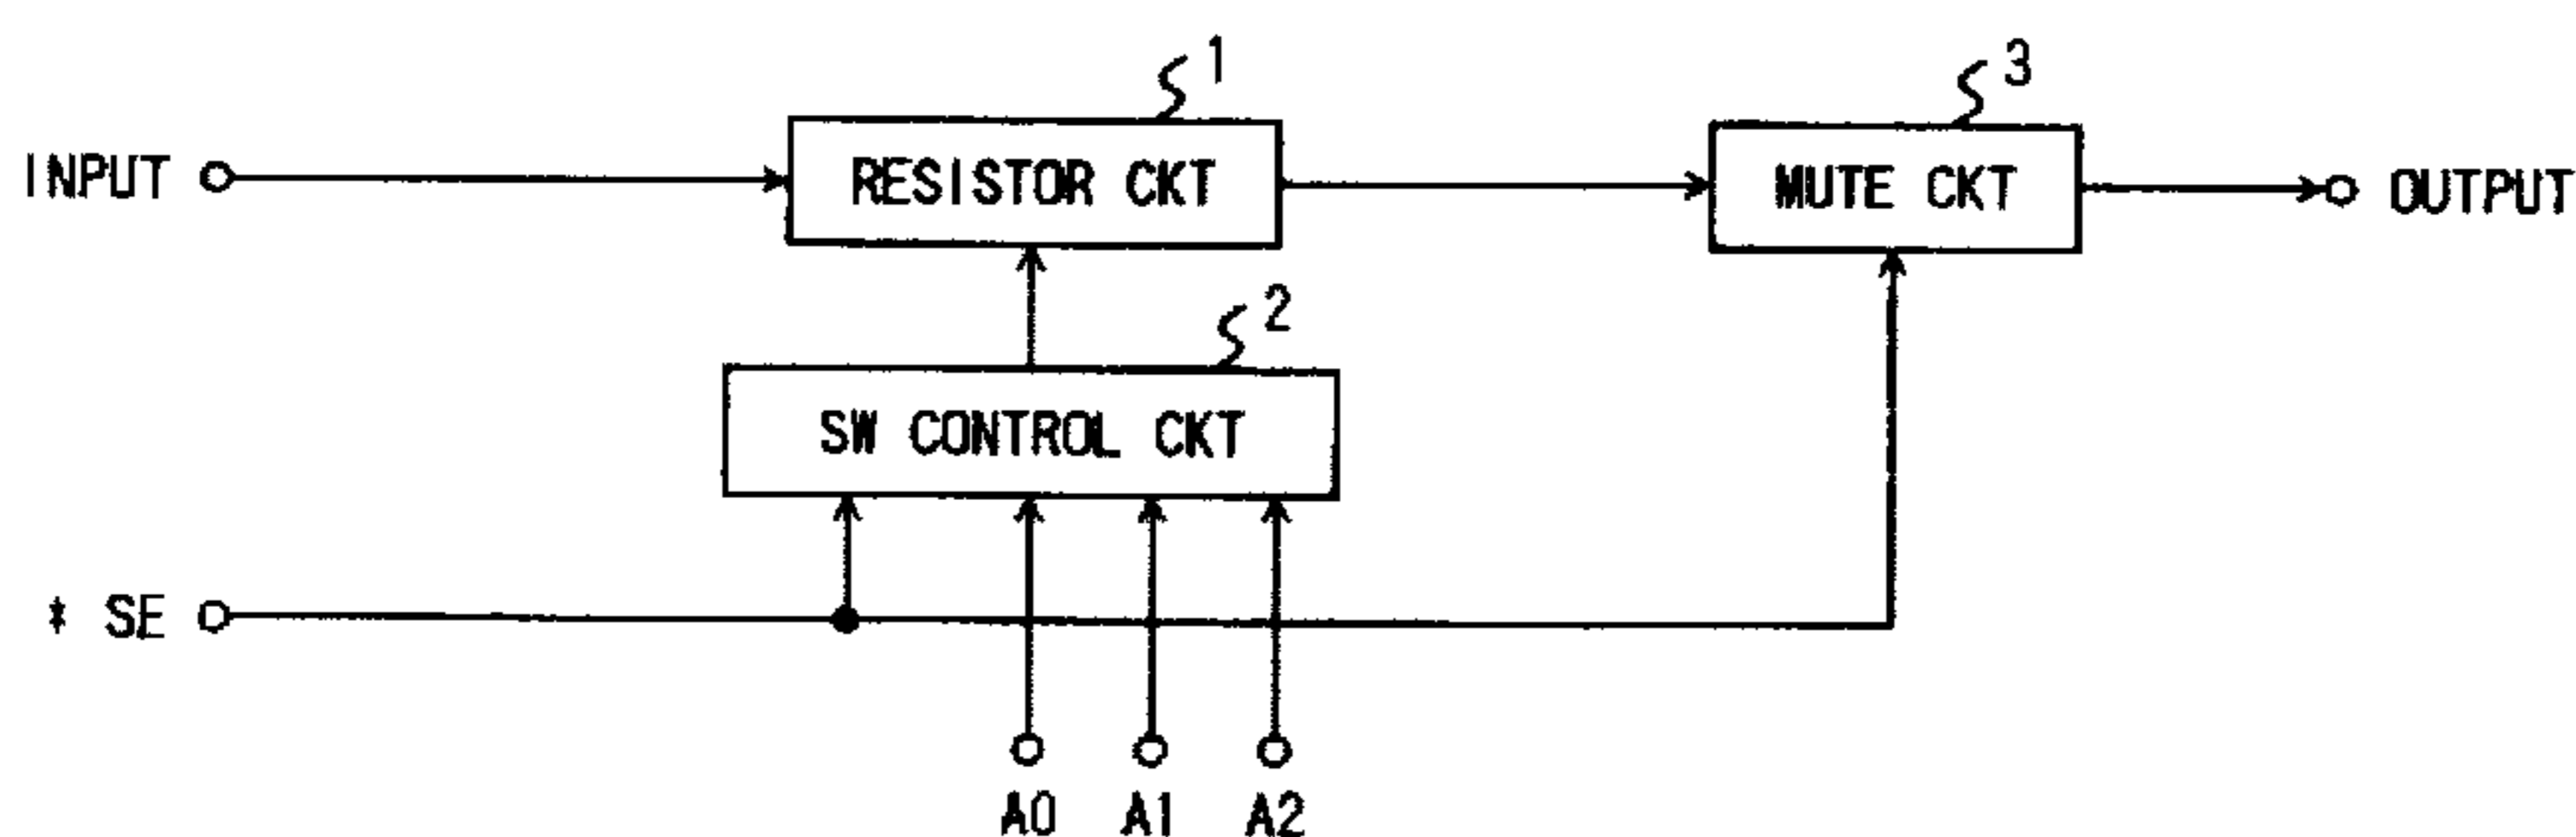 1
3
INPUT
RESISTOR CKT
MUTE CKT
OUTPUT
2
SW CONTROL CKT
* SE
A0 A1 A2